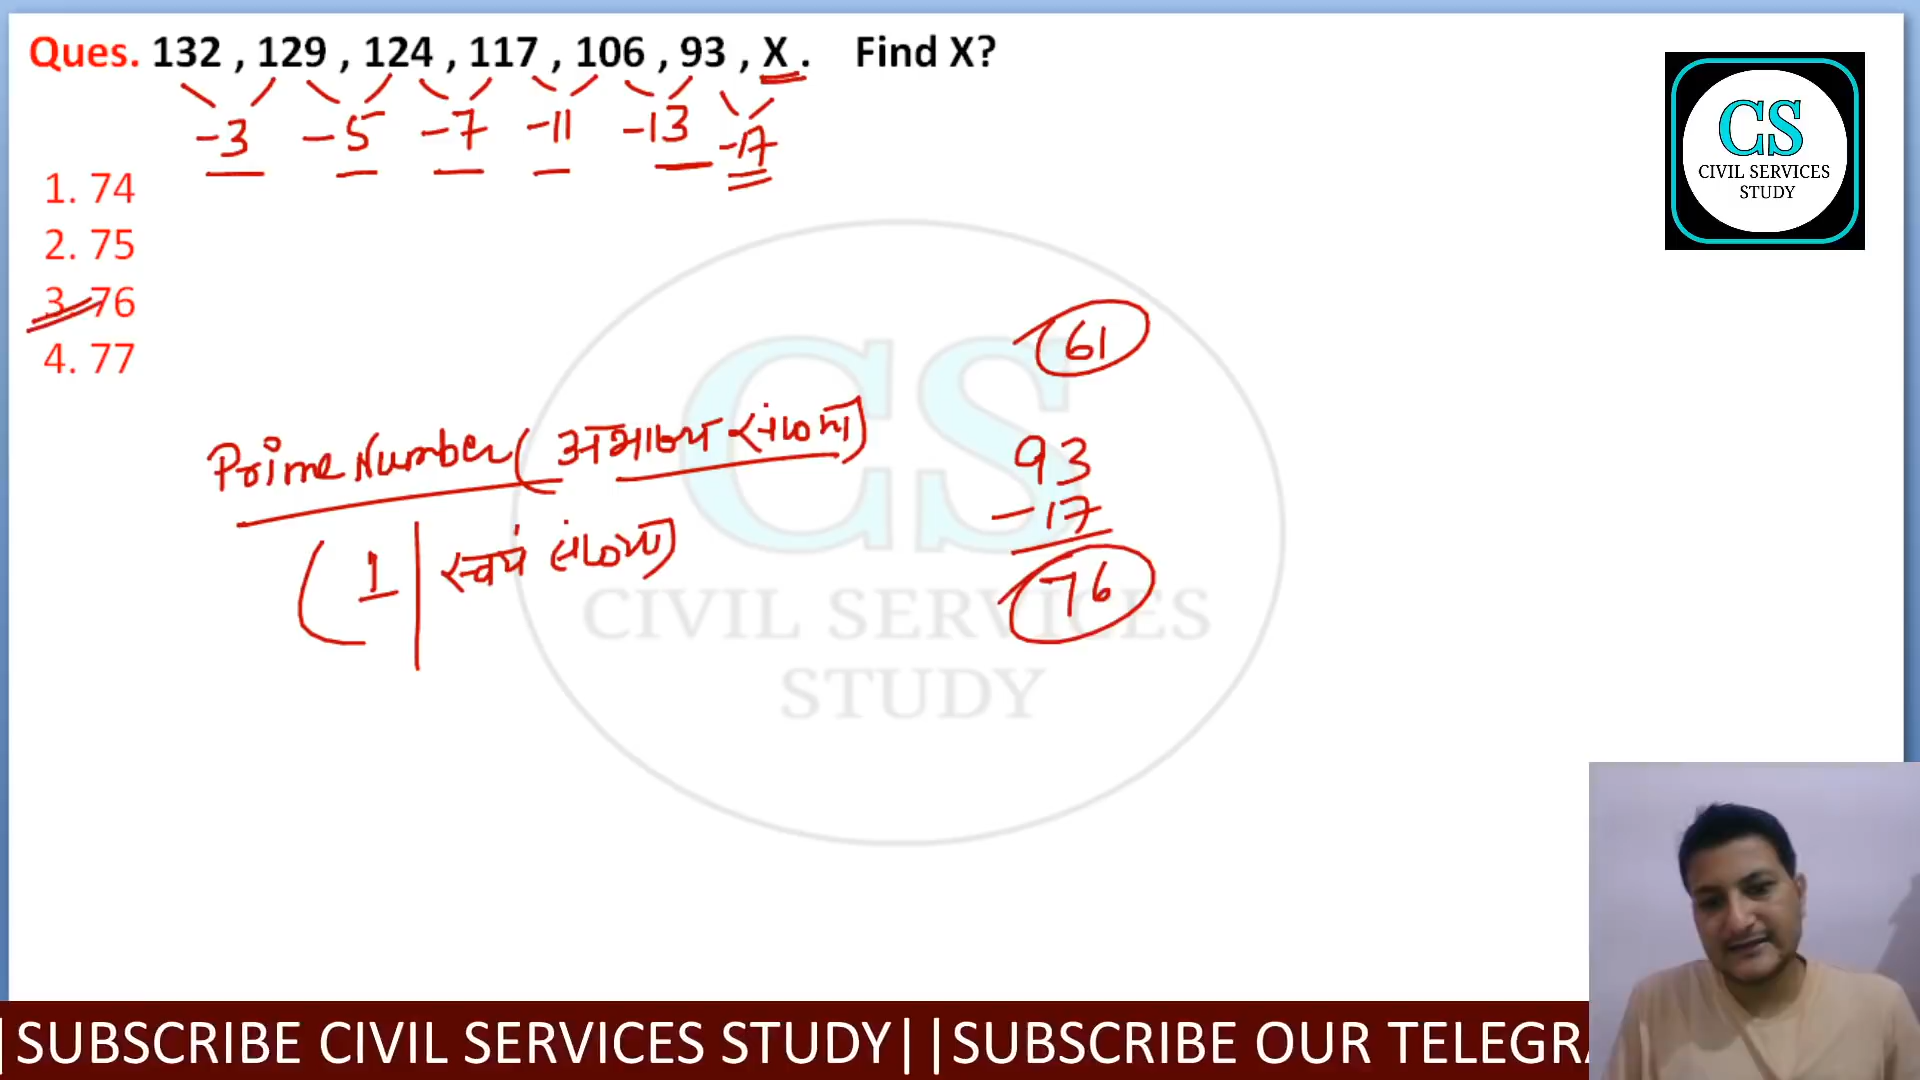 Ques. 132 , 129 , 124 , 117 , 106 , 93 , X . Find X?
-3 -5 -7 -11 -13 -17
1. 74
2. 75
3. 76
4. 77
CS
CIVIL SERVICES
STUDY
61
Prime Number (अभाज्य संख्या)
(1 | स्वयं संख्या)
93
-17
76
CS
CIVIL SERVICES
STUDY
|SUBSCRIBE CIVIL SERVICES STUDY||SUBSCRIBE OUR TELEGRA